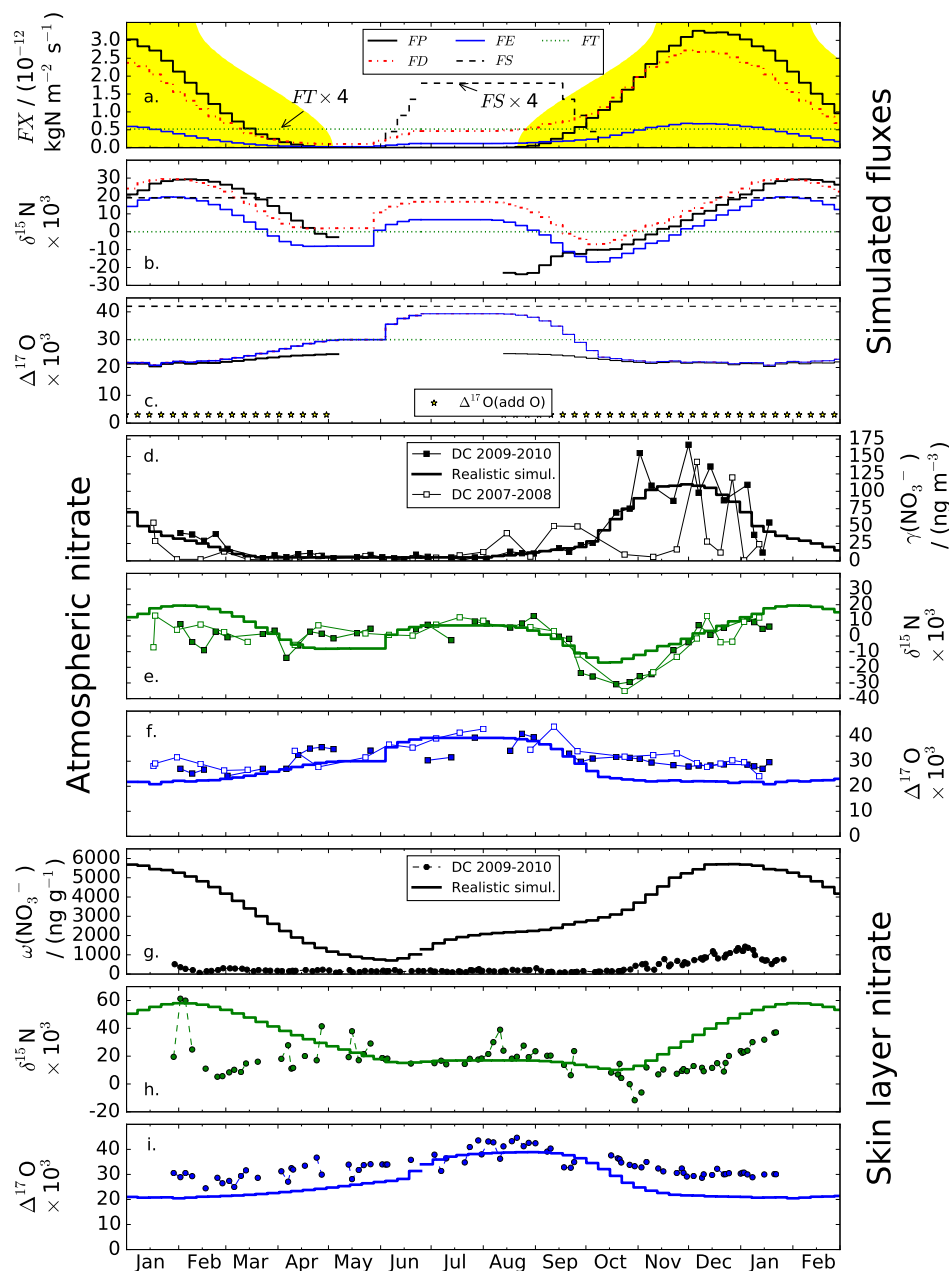 FX / (10⁻¹²
kgN m⁻² s⁻¹)
3.0
2.5
2.0
1.5
1.0
0.5
0.0
a.
FP
FE
FT
FD
FS
FT × 4
FS × 4
δ¹⁵N
× 10³
30
20
10
0
-10
-20
-30
b.
Δ¹⁷O
× 10³
40
30
20
10
0
c.
Δ¹⁷O(add O)
Simulated fluxes
d.
DC 2009-2010
Realistic simul.
DC 2007-2008
175
150
125
100
75
50
25
0
γ(NO₃⁻)
/ (ng m⁻³)
e.
30
20
10
0
-10
-20
-30
-40
δ¹⁵N
× 10³
f.
40
30
20
10
0
Δ¹⁷O
× 10³
Atmospheric nitrate
ω(NO₃⁻)
/ (ng g⁻¹)
6000
5000
4000
3000
2000
1000
0
g.
DC 2009-2010
Realistic simul.
δ¹⁵N
× 10³
60
40
20
0
-20
h.
Δ¹⁷O
× 10³
50
40
30
20
10
0
i.
Skin layer nitrate
Jan Feb Mar Apr May Jun Jul Aug Sep Oct Nov Dec Jan Feb